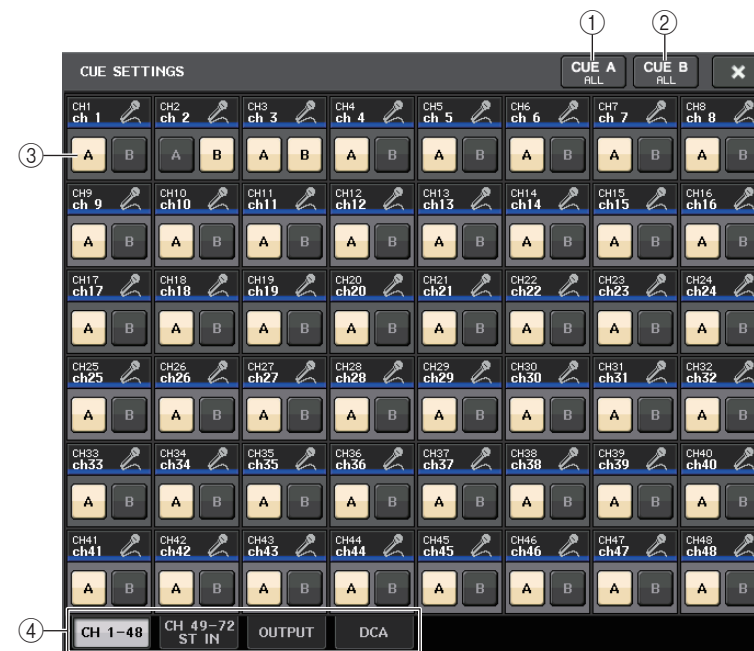 ① ②
CUE SETTINGS CUE A ALL CUE B ALL ×
CH1 CH2 CH3 CH4 CH5 CH6 CH7 CH8
ch 1 ch 2 ch 3 ch 4 ch 5 ch 6 ch 7 ch 8
③ A B A B A B A B A B A B A B A B
CH9 CH10 CH11 CH12 CH13 CH14 CH15 CH16
ch 9 ch10 ch11 ch12 ch13 ch14 ch15 ch16
A B A B A B A B A B A B A B A B
CH17 CH18 CH19 CH20 CH21 CH22 CH23 CH24
ch17 ch18 ch19 ch20 ch21 ch22 ch23 ch24
A B A B A B A B A B A B A B A B
CH25 CH26 CH27 CH28 CH29 CH30 CH31 CH32
ch25 ch26 ch27 ch28 ch29 ch30 ch31 ch32
A B A B A B A B A B A B A B A B
CH33 CH34 CH35 CH36 CH37 CH38 CH39 CH40
ch33 ch34 ch35 ch36 ch37 ch38 ch39 ch40
A B A B A B A B A B A B A B A B
CH41 CH42 CH43 CH44 CH45 CH46 CH47 CH48
ch41 ch42 ch43 ch44 ch45 ch46 ch47 ch48
A B A B A B A B A B A B A B A B
④ CH 1-48 CH 49-72 ST IN OUTPUT DCA